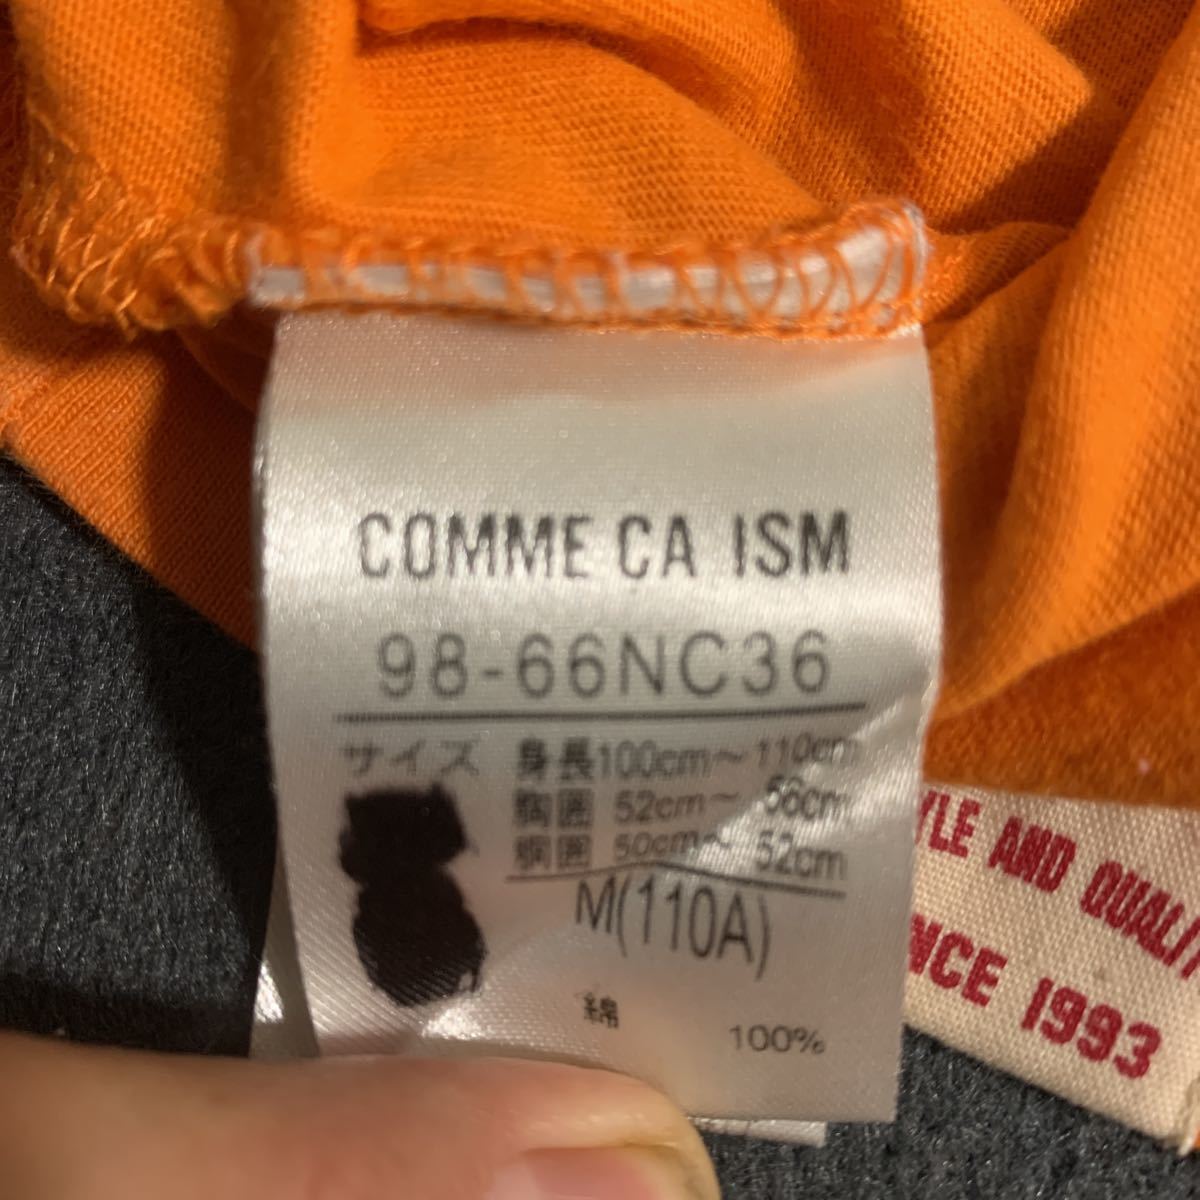 COMME CA ISM
98-66NC36
サイズ 身長100cm～110cm
胸囲 52cm～ 56cm
胴囲 50cm～ 52cm
M(110A)
綿 100%
YLE AND QUALIT
NCE 1993